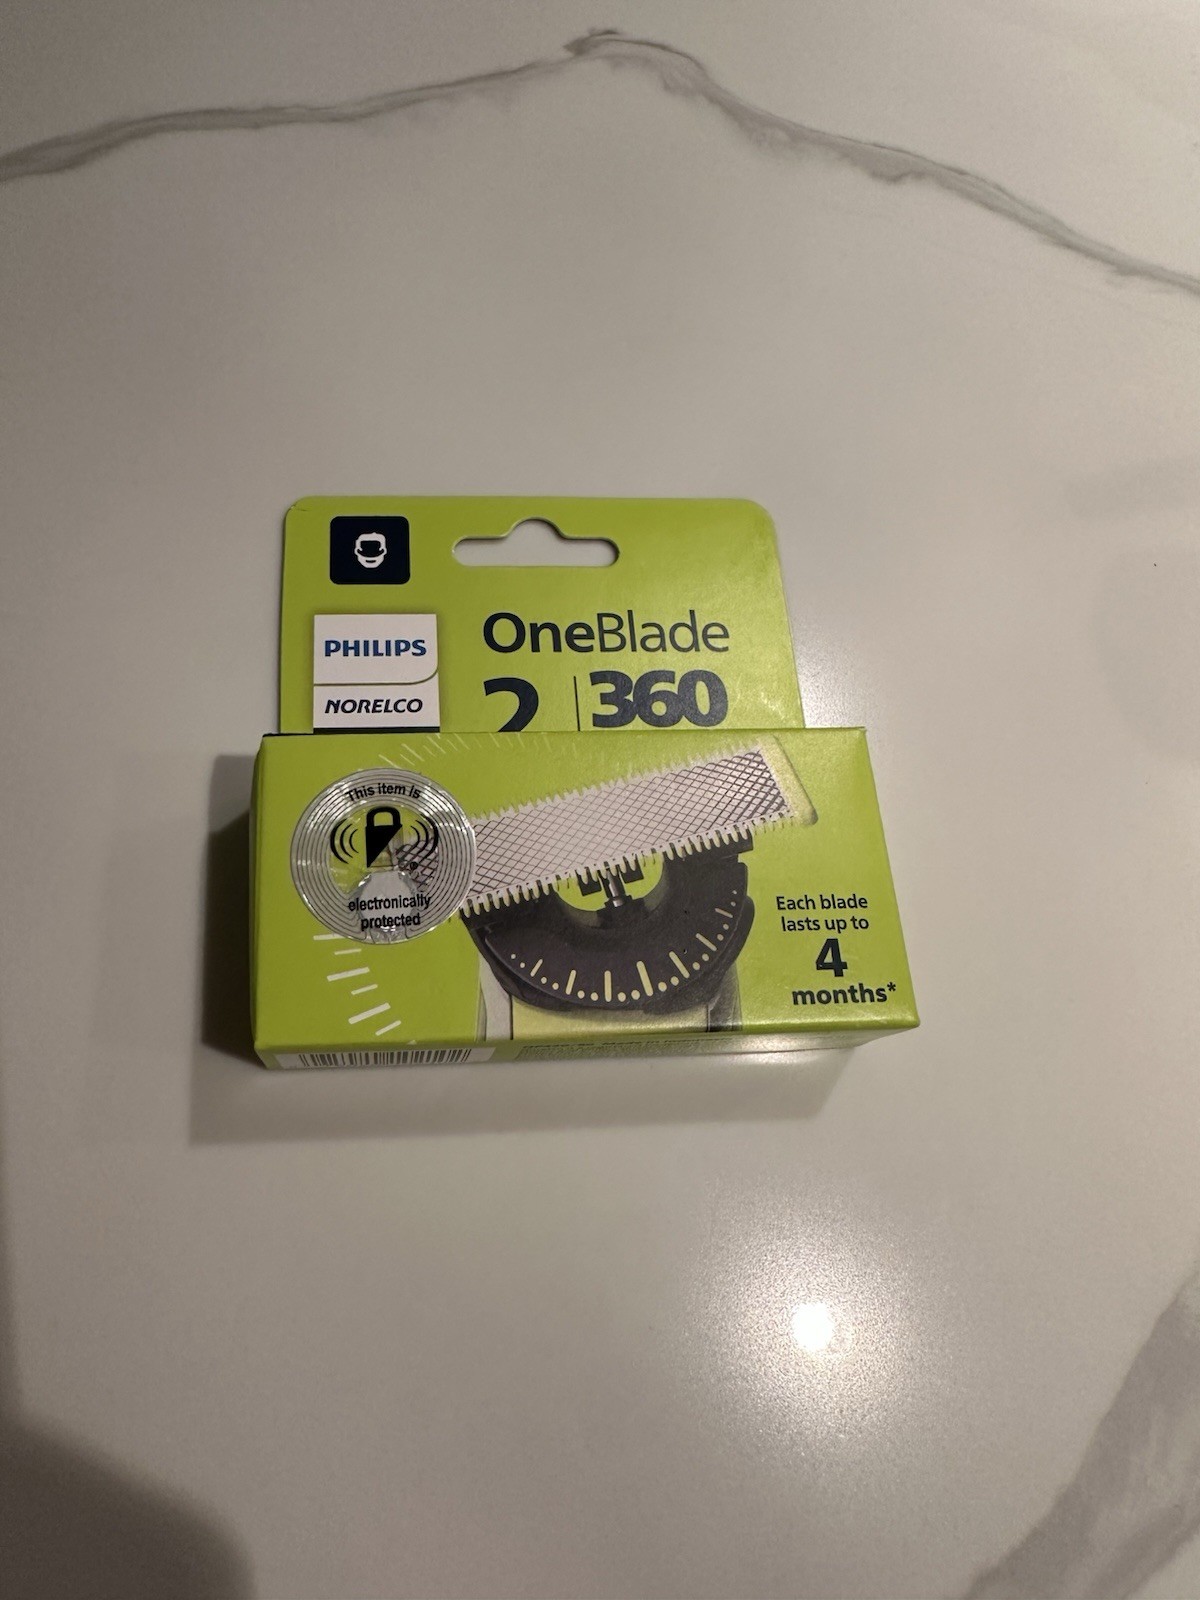 PHILIPS
NORELCO
OneBlade
2 360
This item is
electronically
protected
Each blade
lasts up to
4
months*